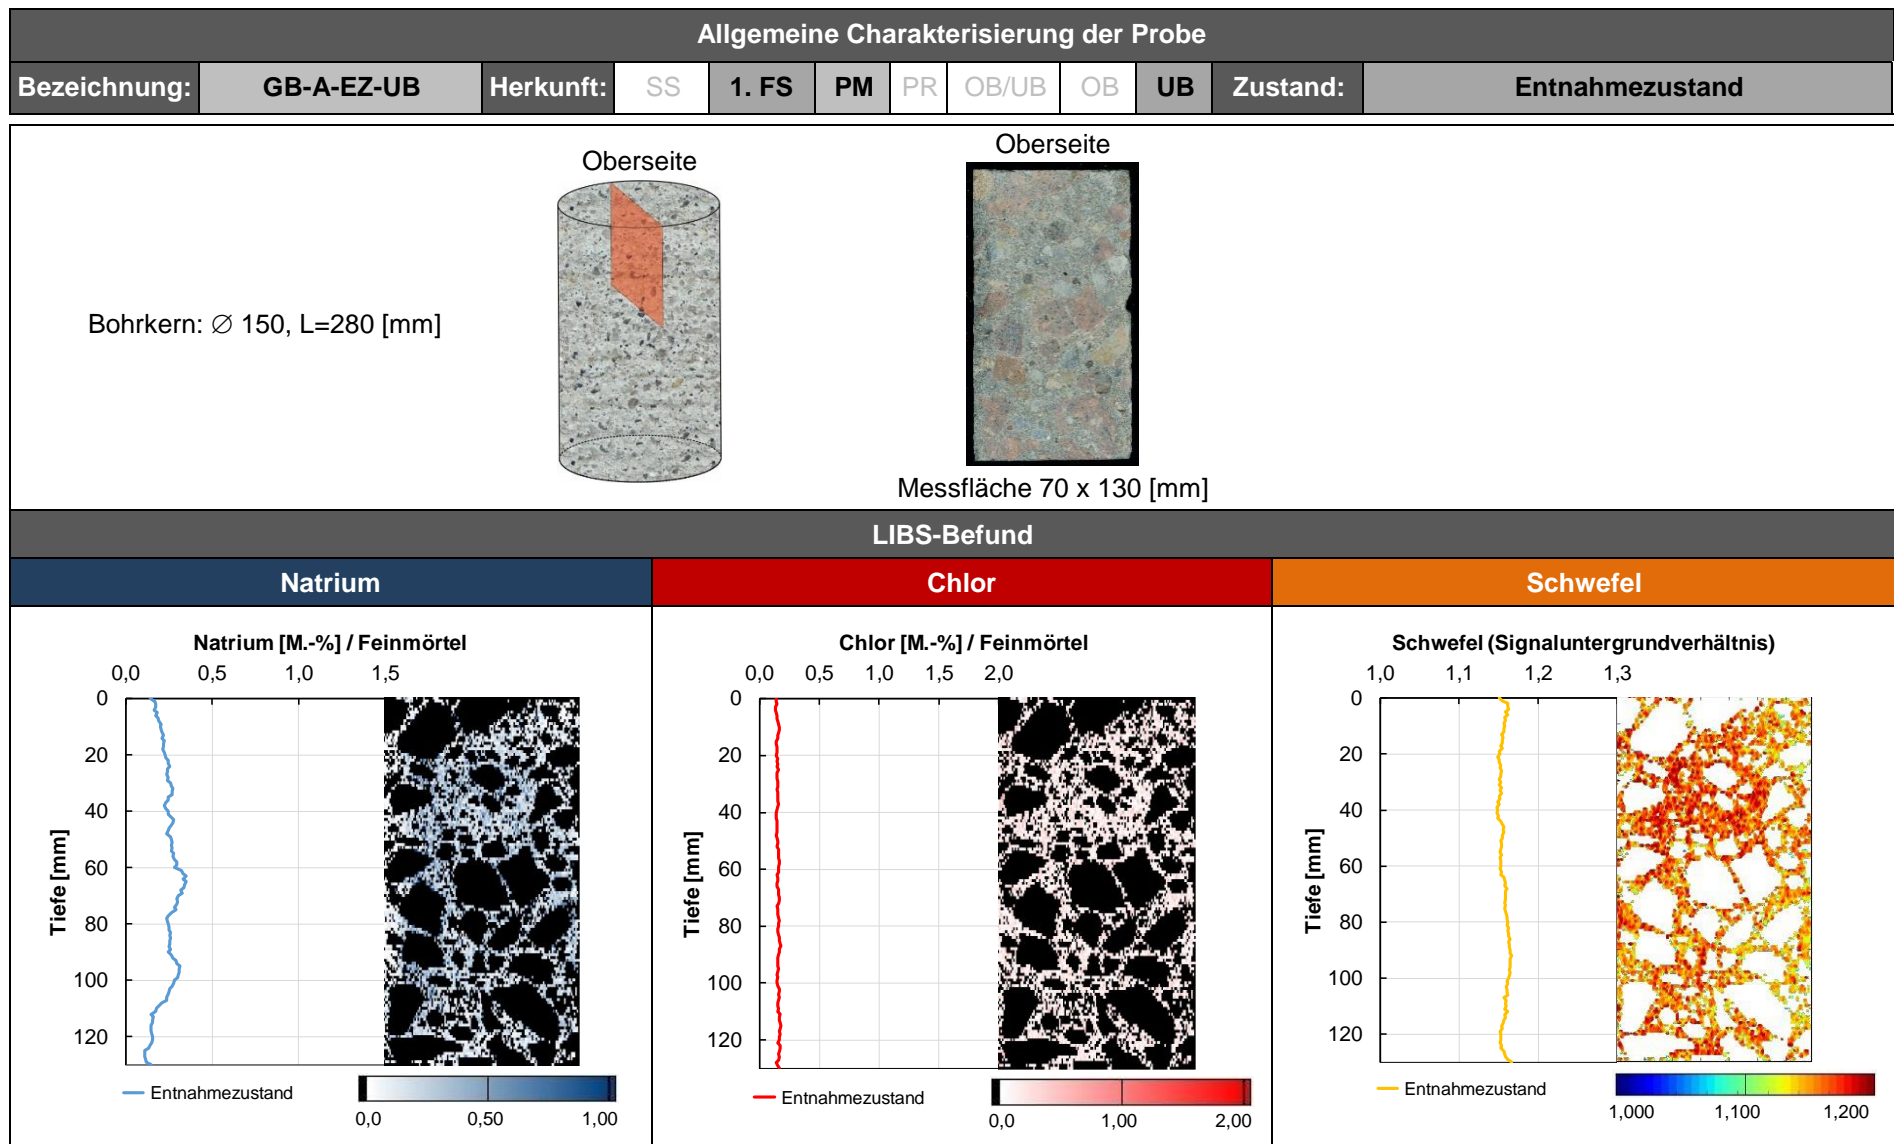 Allgemeine Charakterisierung der Probe
Bezeichnung: GB-A-EZ-UB Herkunft: SS 1. FS PM PR OB/UB OB UB Zustand: Entnahmezustand
Oberseite
Oberseite
Bohrkern: ∅ 150, L=280 [mm]
Messfläche 70 x 130 [mm]
LIBS-Befund
Natrium Chlor Schwefel
Natrium [M.-%] / Feinmörtel
0,0 0,5 1,0 1,5
Tiefe [mm]
0
20
40
60
80
100
120
Entnahmezustand
0,0 0,50 1,00
Chlor [M.-%] / Feinmörtel
0,0 0,5 1,0 1,5 2,0
Tiefe [mm]
0
20
40
60
80
100
120
Entnahmezustand
0,0 1,00 2,00
Schwefel (Signaluntergrundverhältnis)
1,0 1,1 1,2 1,3
Tiefe [mm]
0
20
40
60
80
100
120
Entnahmezustand
1,000 1,100 1,200